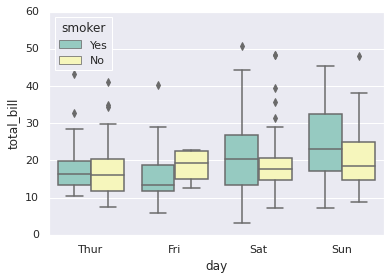 60
50
40
30
20
10
0
total_bill
smoker
Yes
No
Thur Fri Sat Sun
day